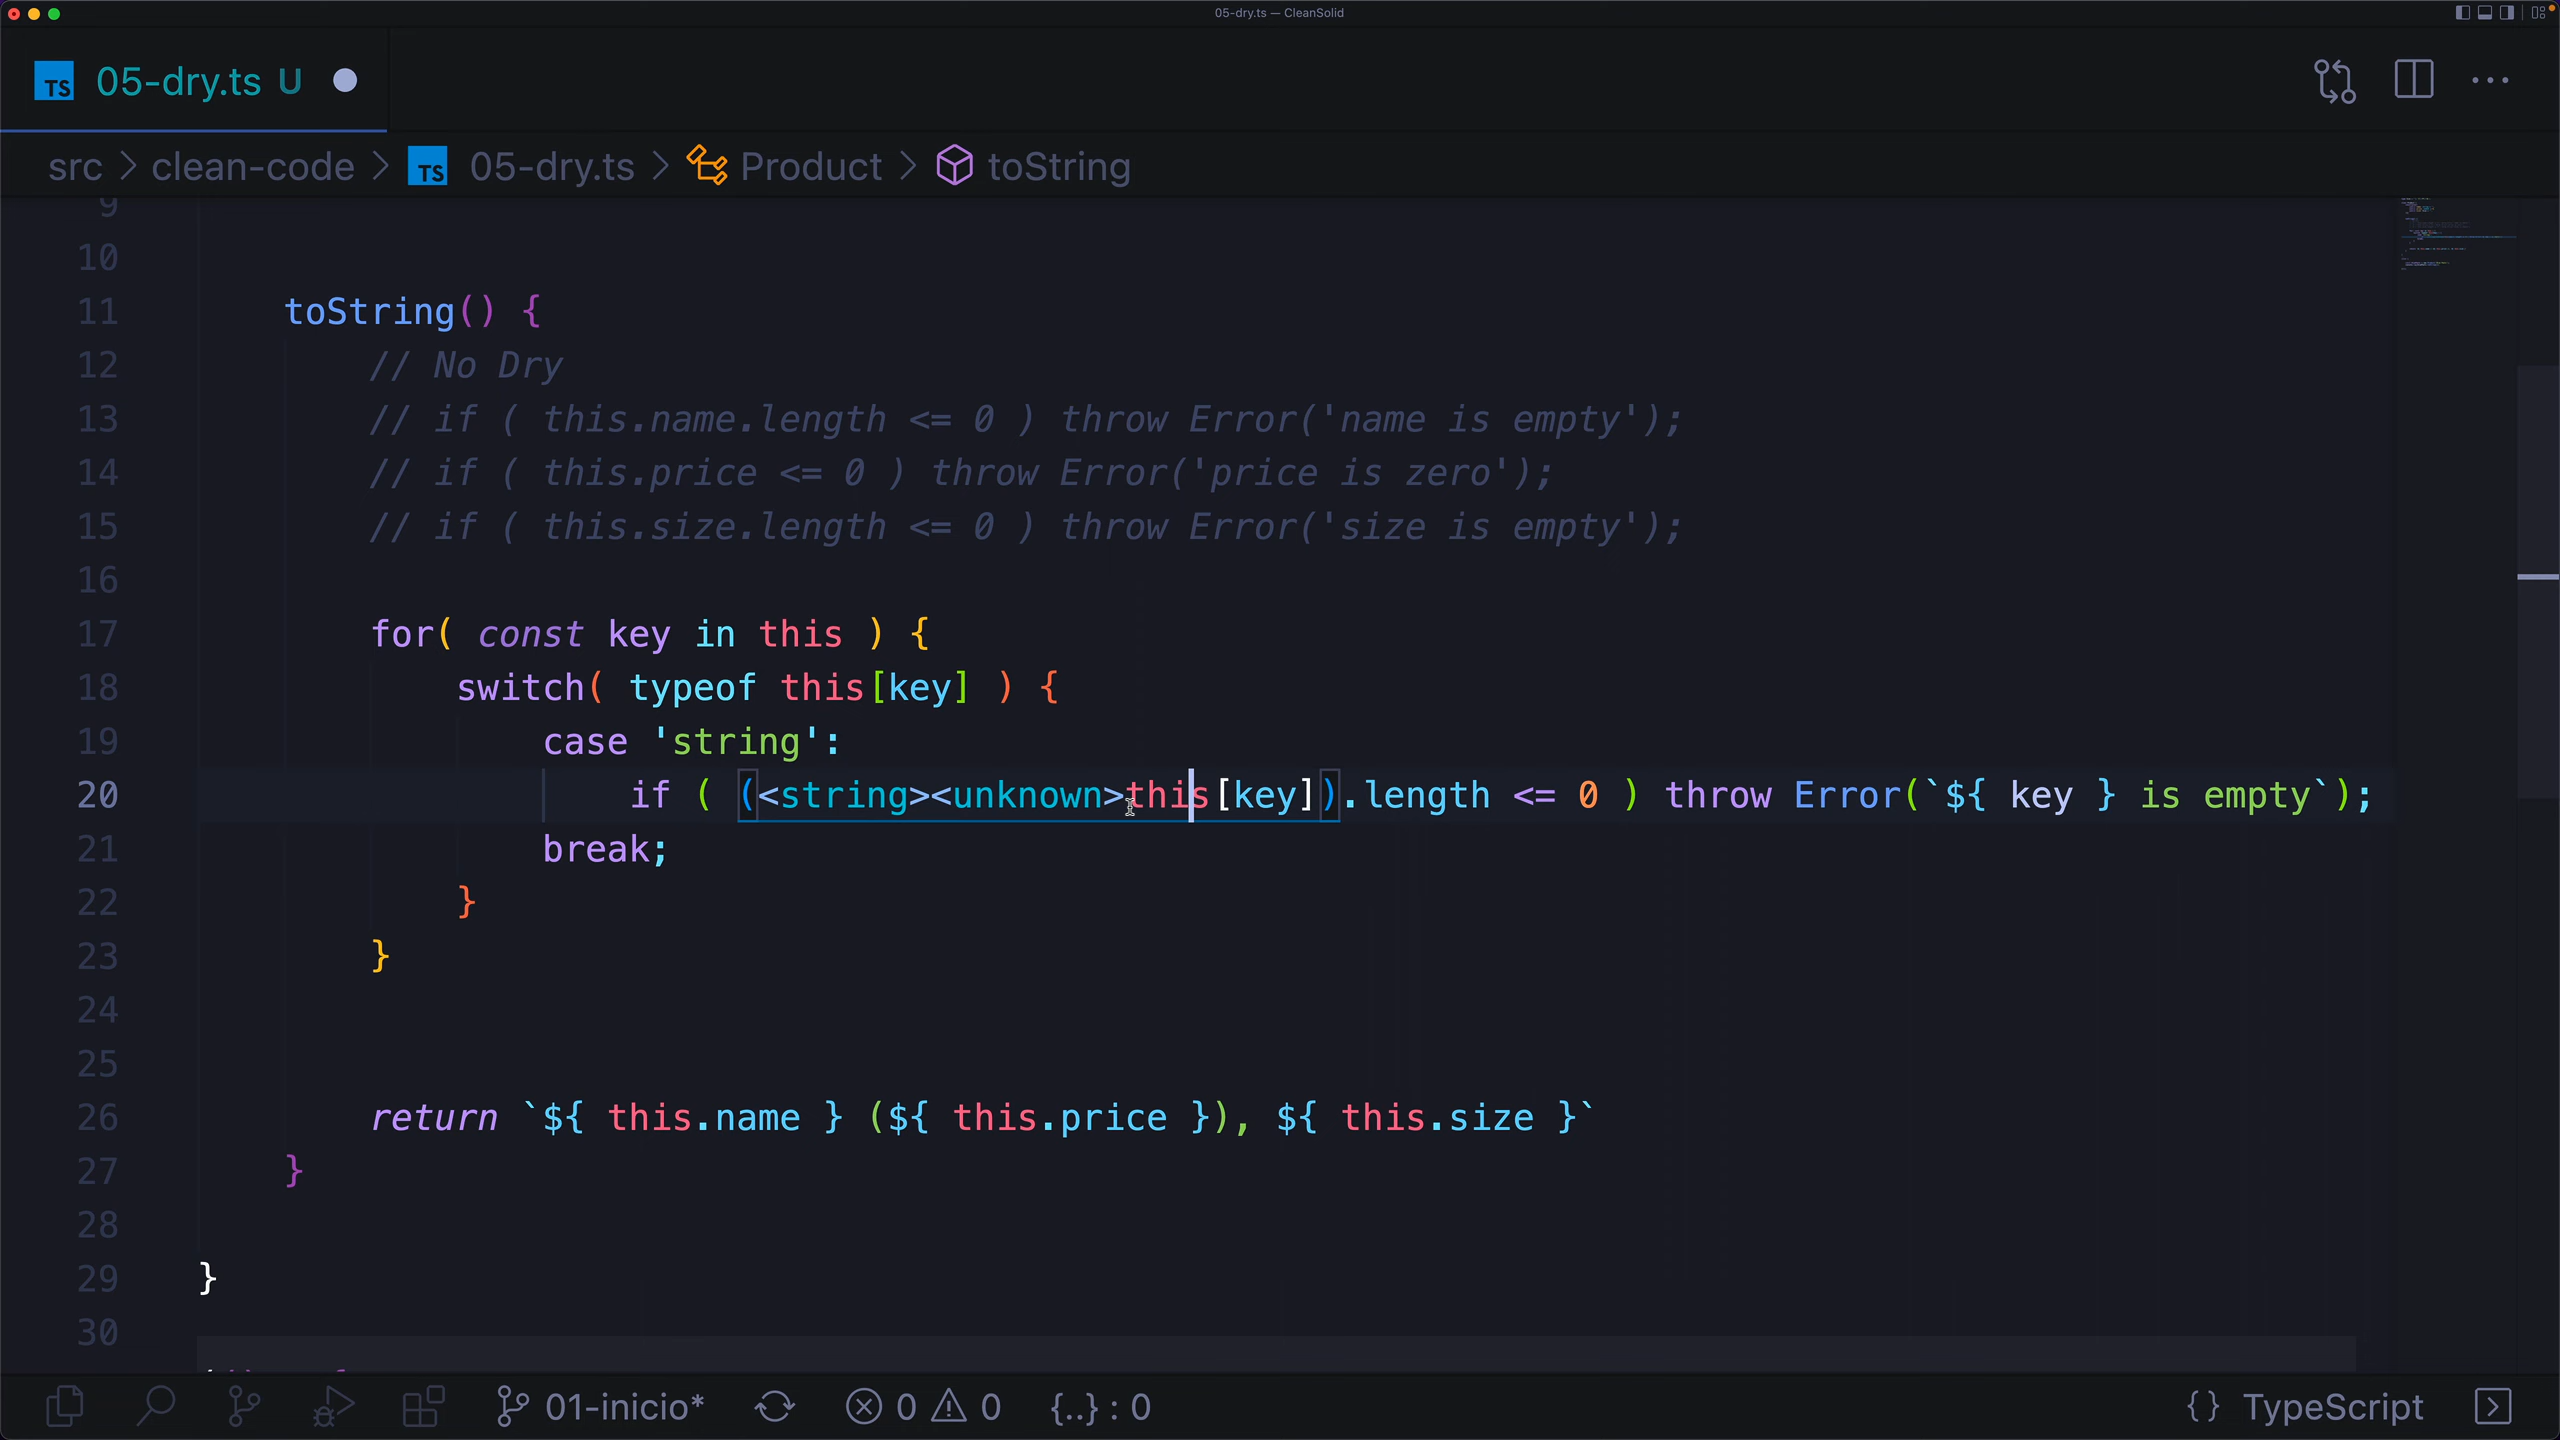 05-dry.ts — CleanSolid
TS 05-dry.ts U
src > clean-code > TS 05-dry.ts > Product > toString
9
10
11 toString() {
12 // No Dry
13 // if ( this.name.length <= 0 ) throw Error('name is empty');
14 // if ( this.price <= 0 ) throw Error('price is zero');
15 // if ( this.size.length <= 0 ) throw Error('size is empty');
16
17 for( const key in this ) {
18 switch( typeof this[key] ) {
19 case 'string':
20 if ( (<string><unknown>this[key]).length <= 0 ) throw Error(`${ key } is empty`);
21 break;
22 }
23 }
24
25
26 return `${ this.name } (${ this.price }), ${ this.size }`
27 }
28
29 }
30
01-inicio* 0 0 {..} : 0 {} TypeScript